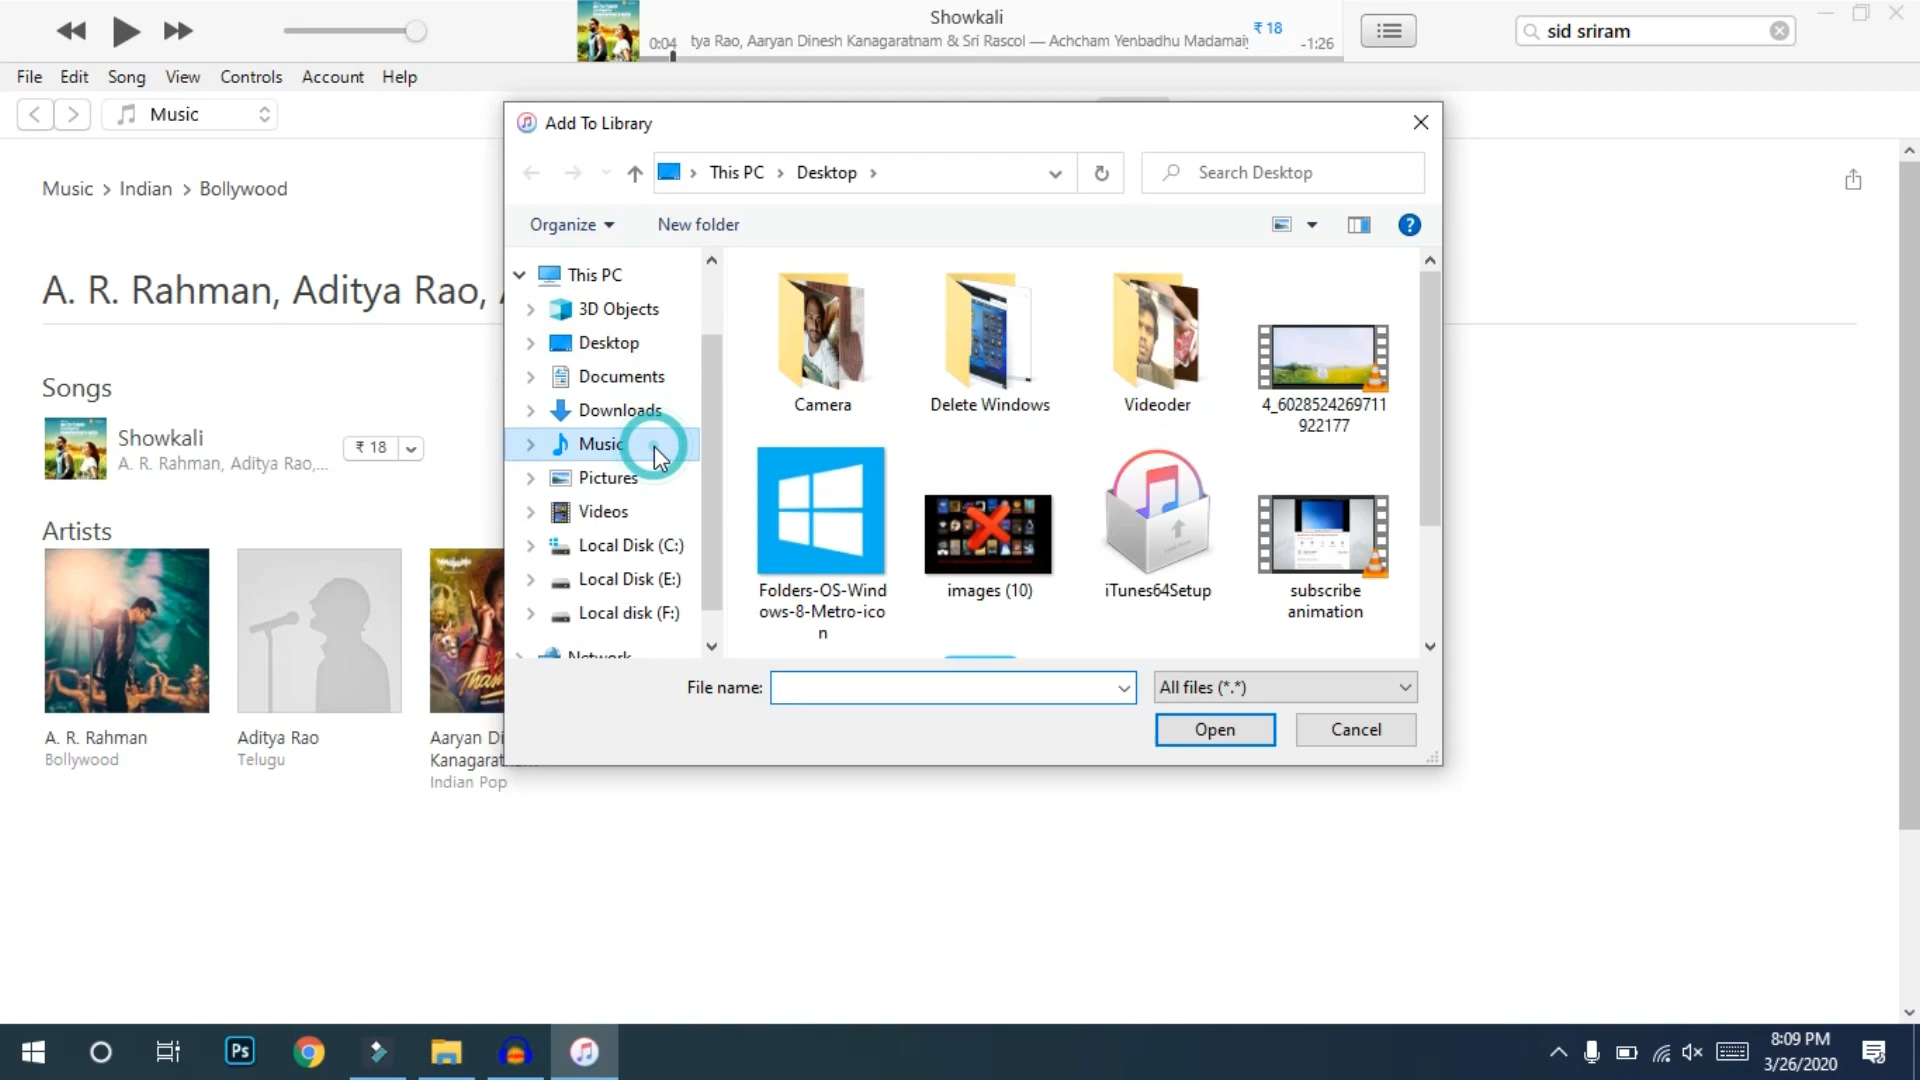 Showkali
0:04 tya Rao, Aaryan Dinesh Kanagaratnam & Sri Rascol — Achcham Yenbadhu Madamaiy ₹ 18 -1:26
sid sriram
File Edit Song View Controls Account Help
Music
Music > Indian > Bollywood
A. R. Rahman, Aditya Rao,
Songs
Showkali
A. R. Rahman, Aditya Rao,...
₹ 18
Artists
A. R. Rahman
Bollywood
Aditya Rao
Telugu
Aaryan Di
Kanagarat
Indian Pop
Add To Library
This PC > Desktop >
Search Desktop
Organize
New folder
This PC
3D Objects
Desktop
Documents
Downloads
Music
Pictures
Videos
Local Disk (C:)
Local Disk (E:)
Local disk (F:)
Network
Camera
Delete Windows
Videoder
4_6028524269711
922177
Folders-OS-Wind
ows-8-Metro-ico
n
images (10)
iTunes64Setup
subscribe
animation
File name:
All files (*.*)
Open
Cancel
Ps
8:09 PM
3/26/2020